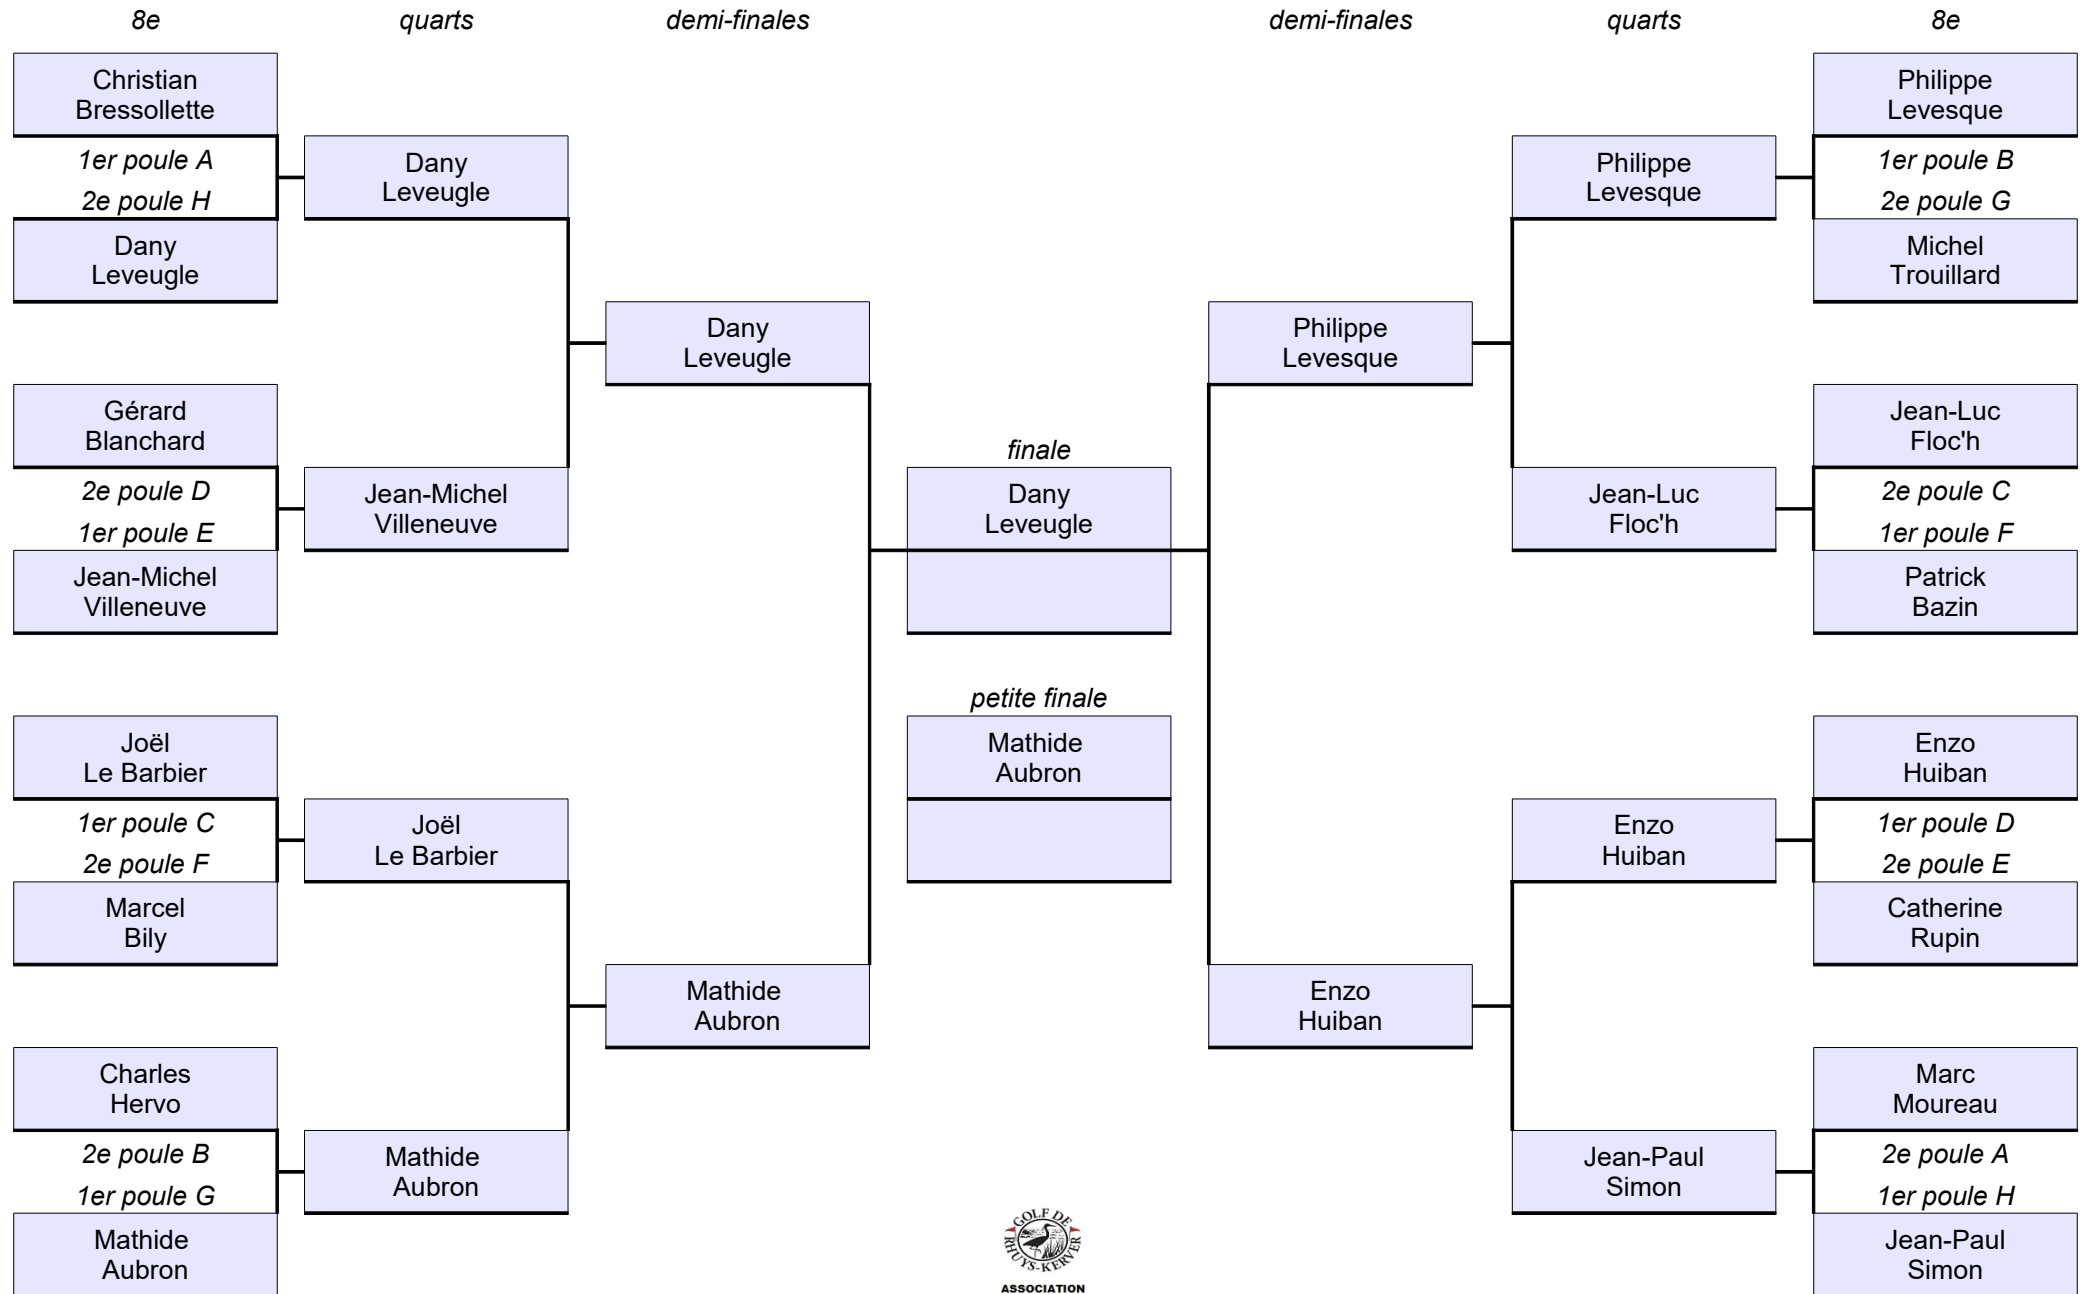 8e
quarts
demi-finales
demi-finales
quarts
8e
Christian
Bressollette
1er poule A
2e poule H
Dany
Leveugle
Dany
Leveugle
Gérard
Blanchard
2e poule D
1er poule E
Jean-Michel
Villeneuve
Jean-Michel
Villeneuve
Dany
Leveugle
Joël
Le Barbier
1er poule C
2e poule F
Marcel
Bily
Joël
Le Barbier
Charles
Hervo
2e poule B
1er poule G
Mathide
Aubron
Mathide
Aubron
Mathide
Aubron
finale
Dany
Leveugle
petite finale
Mathide
Aubron
Philippe
Levesque
Enzo
Huiban
Philippe
Levesque
Jean-Luc
Floc'h
Enzo
Huiban
Jean-Paul
Simon
Philippe
Levesque
1er poule B
2e poule G
Michel
Trouillard
Jean-Luc
Floc'h
2e poule C
1er poule F
Patrick
Bazin
Enzo
Huiban
1er poule D
2e poule E
Catherine
Rupin
Marc
Moureau
2e poule A
1er poule H
Jean-Paul
Simon
GOLF DE
RHUYS-KERVER
ASSOCIATION